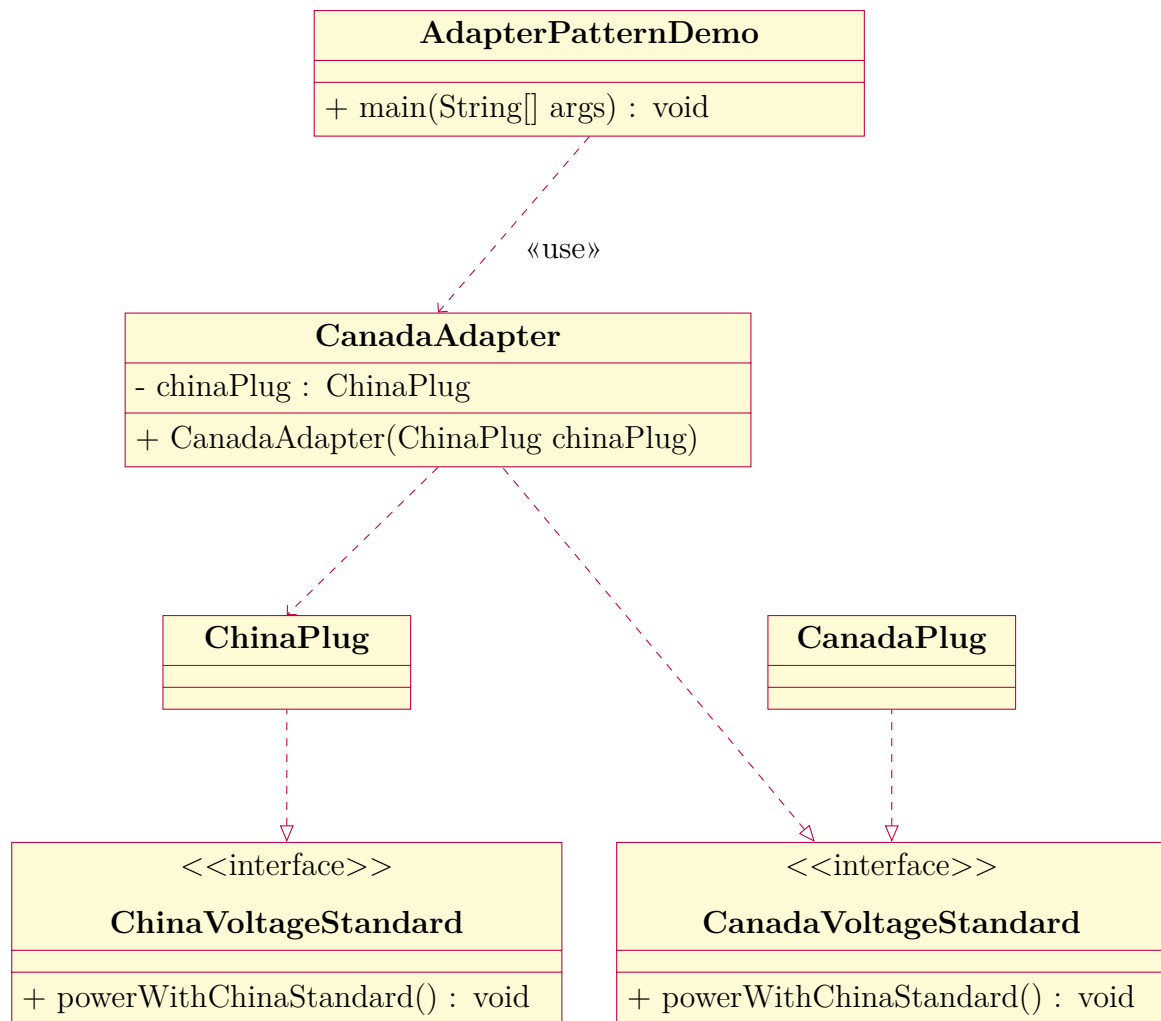 AdapterPatternDemo
+ main(String[] args) : void
«use»
CanadaAdapter
- chinaPlug : ChinaPlug
+ CanadaAdapter(ChinaPlug chinaPlug)
ChinaPlug
CanadaPlug
<<interface>>
ChinaVoltageStandard
+ powerWithChinaStandard() : void
<<interface>>
CanadaVoltageStandard
+ powerWithChinaStandard() : void